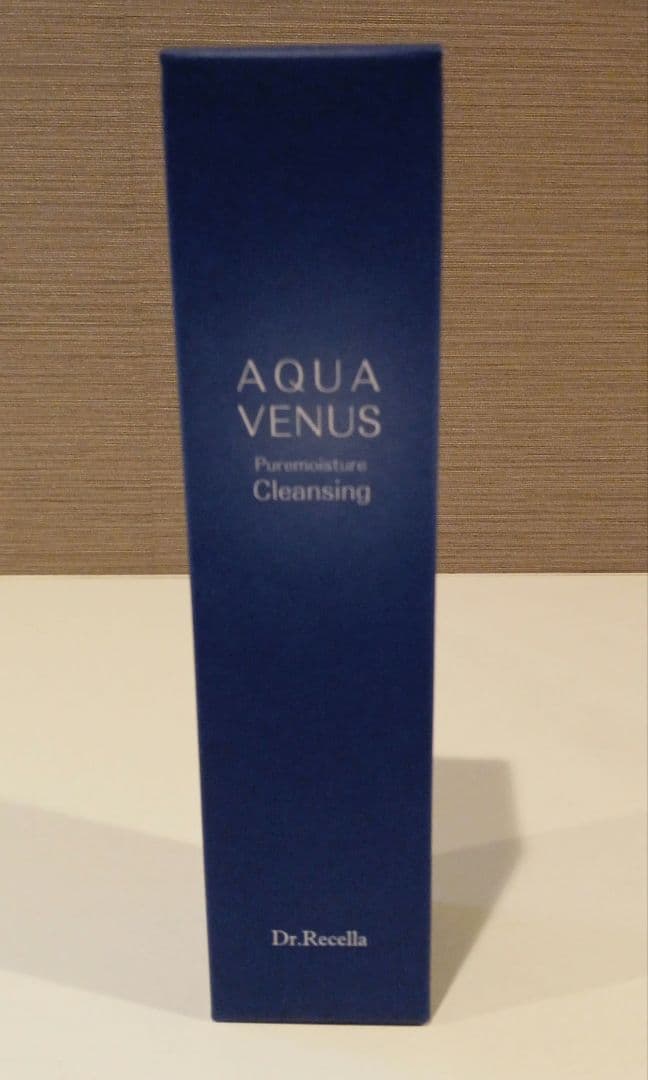 AQUA
VENUS
Puremoisture
Cleansing
Dr.Recella